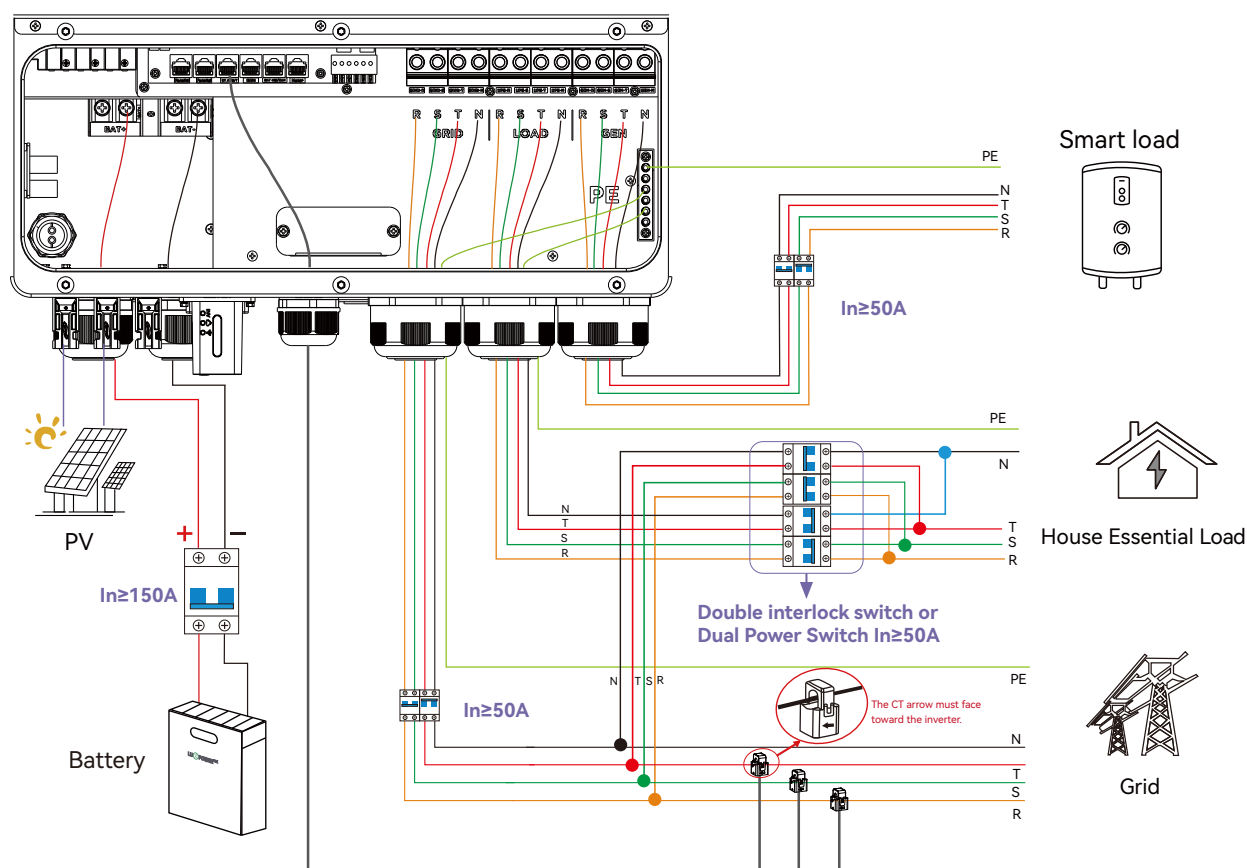 BAT+
BAT-
R S T N R S T N R S T N
GRID LOAD GEN
PE
PE
N
T
S
R
Smart load
In≥50A
PE
N
N
T
S
R
T
S
R
House Essential Load
PV
+
−
In≥150A
Double interlock switch or
Dual Power Switch In≥50A
PE
N T S R
The CT arrow must face
toward the inverter.
In≥50A
N
T
S
R
Grid
Battery